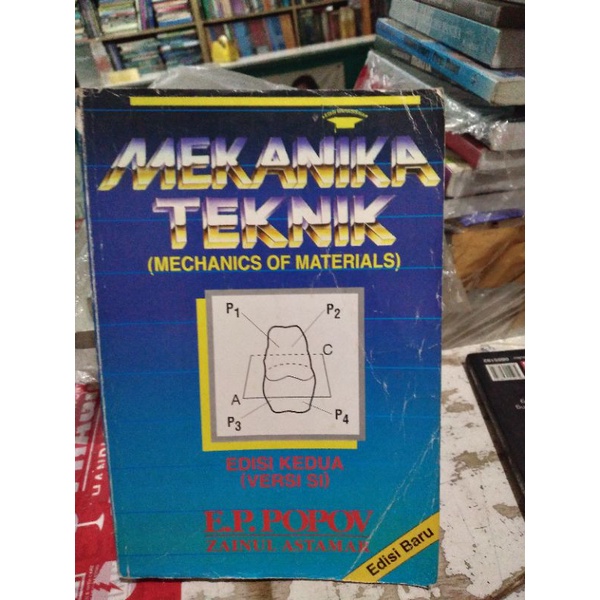 MEKANIKA
TEKNIK
(MECHANICS OF MATERIALS)
P1 P2
C
A
P3 P4
EDISI KEDUA
(VERSI SI)
E.P. POPOV
ZAINUL ASTAMAR
Edisi Baru